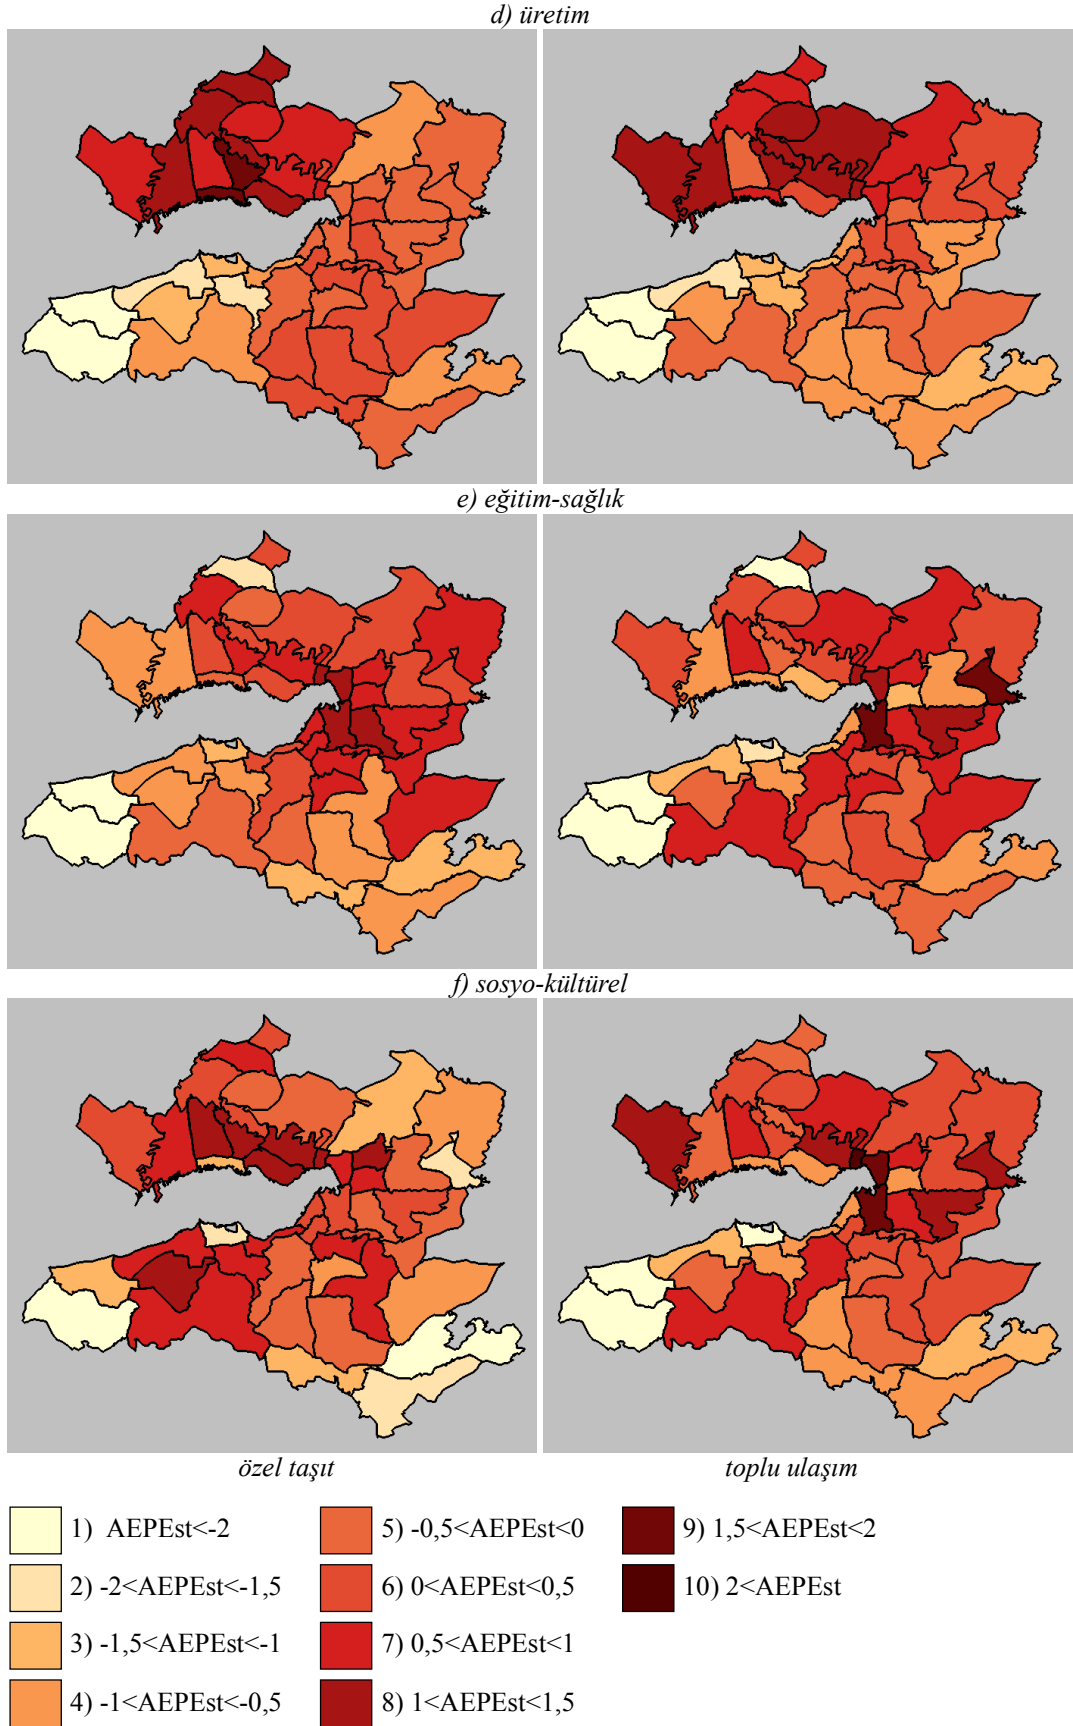 d) üretim
e) eğitim-sağlık
f) sosyo-kültürel
özel taşıt
toplu ulaşım
1) AEPEst<-2
5) -0,5<AEPEst<0
9) 1,5<AEPEst<2
2) -2<AEPEst<-1,5
6) 0<AEPEst<0,5
10) 2<AEPEst
3) -1,5<AEPEst<-1
7) 0,5<AEPEst<1
4) -1<AEPEst<-0,5
8) 1<AEPEst<1,5